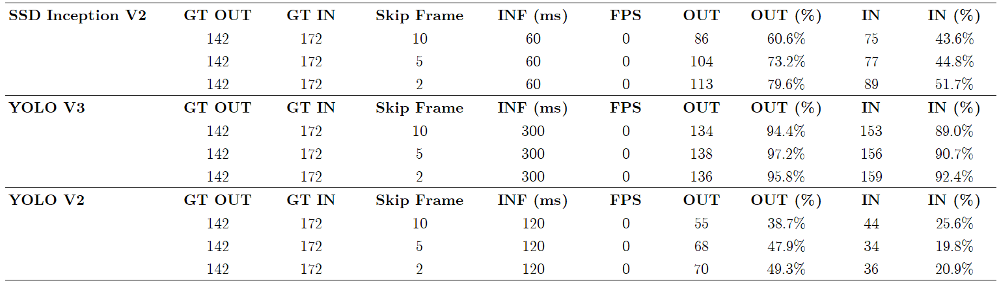 SSD Inception V2 GT OUT GT IN Skip Frame INF (ms) FPS OUT OUT (%) IN IN (%)
142 172 10 60 0 86 60.6% 75 43.6%
142 172 5 60 0 104 73.2% 77 44.8%
142 172 2 60 0 113 79.6% 89 51.7%
YOLO V3 GT OUT GT IN Skip Frame INF (ms) FPS OUT OUT (%) IN IN (%)
142 172 10 300 0 134 94.4% 153 89.0%
142 172 5 300 0 138 97.2% 156 90.7%
142 172 2 300 0 136 95.8% 159 92.4%
YOLO V2 GT OUT GT IN Skip Frame INF (ms) FPS OUT OUT (%) IN IN (%)
142 172 10 120 0 55 38.7% 44 25.6%
142 172 5 120 0 68 47.9% 34 19.8%
142 172 2 120 0 70 49.3% 36 20.9%